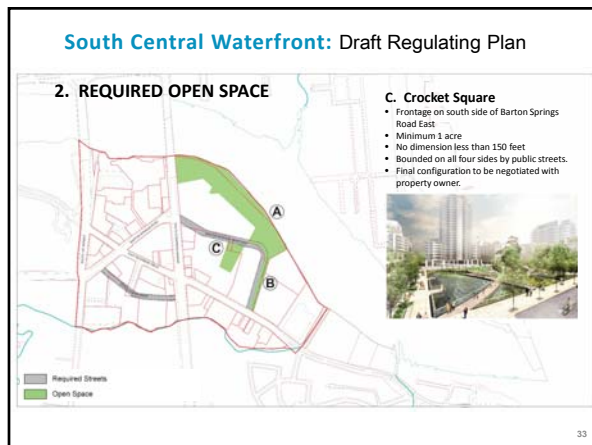 South Central Waterfront: Draft Regulating Plan
2. REQUIRED OPEN SPACE
C. Crocket Square
• Frontage on south side of Barton Springs
Road East
• Minimum 1 acre
• No dimension less than 150 feet
• Bounded on all four sides by public streets.
• Final configuration to be negotiated with
property owner.
A
C
B
Required Streets
Open Space
33